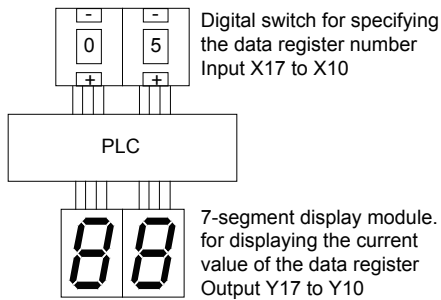 - -
0 5
+ +
Digital switch for specifying
the data register number
Input X17 to X10
PLC
88
7-segment display module.
for displaying the current
value of the data register
Output Y17 to Y10